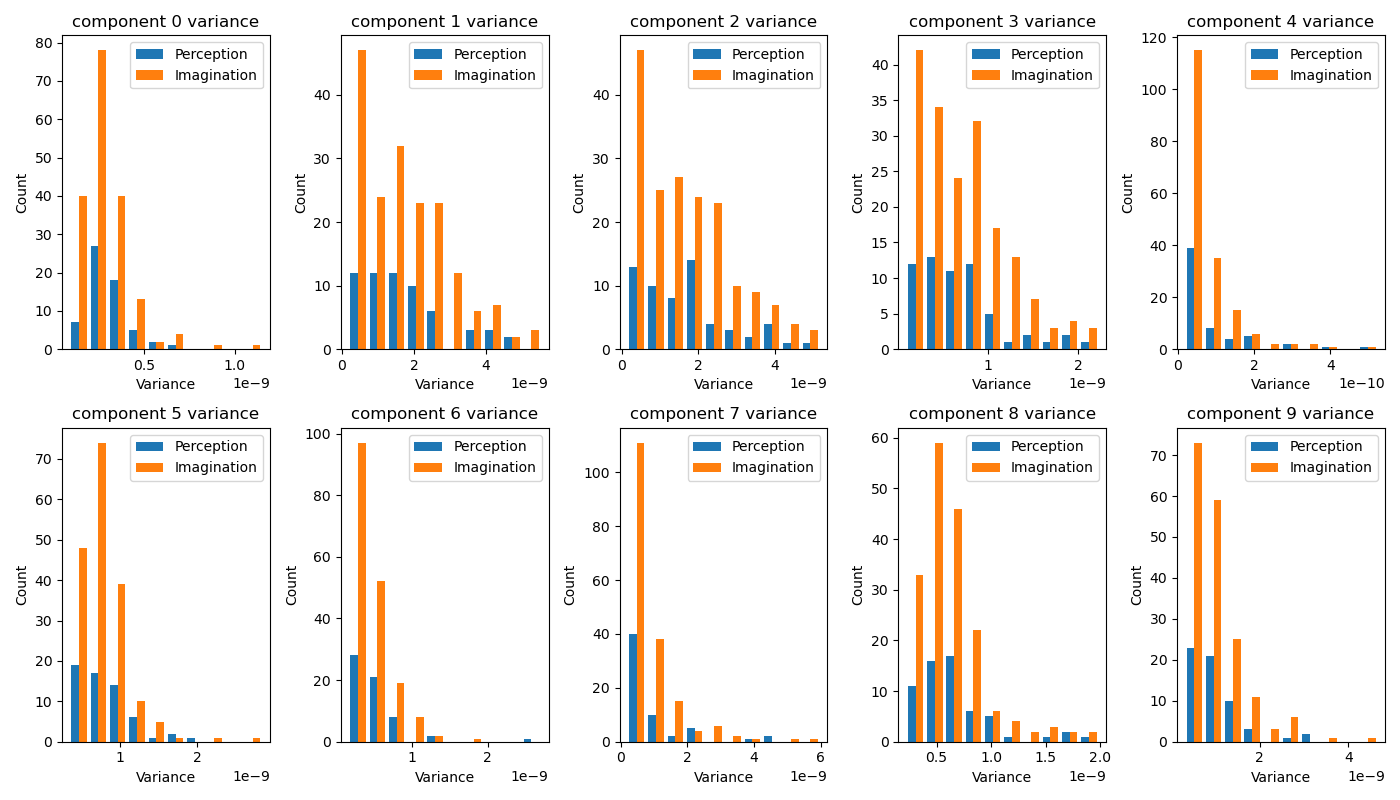 component 0 variance
Perception
Imagination
0
10
20
30
40
50
60
70
80
Count
0.5
1.0
Variance
1e−9
component 1 variance
Perception
Imagination
0
10
20
30
40
Count
0
2
4
Variance
1e−9
component 2 variance
Perception
Imagination
0
10
20
30
40
Count
0
2
4
Variance
1e−9
component 3 variance
Perception
Imagination
0
5
10
15
20
25
30
35
40
Count
1
2
Variance
1e−9
component 4 variance
Perception
Imagination
0
20
40
60
80
100
120
Count
0
2
4
Variance
1e−10
component 5 variance
Perception
Imagination
0
10
20
30
40
50
60
70
Count
1
2
Variance
1e−9
component 6 variance
Perception
Imagination
0
20
40
60
80
100
Count
1
2
Variance
1e−9
component 7 variance
Perception
Imagination
0
20
40
60
80
100
Count
0
2
4
6
Variance
1e−9
component 8 variance
Perception
Imagination
0
10
20
30
40
50
60
Count
0.5
1.0
1.5
2.0
Variance
1e−9
component 9 variance
Perception
Imagination
0
10
20
30
40
50
60
70
Count
2
4
Variance
1e−9